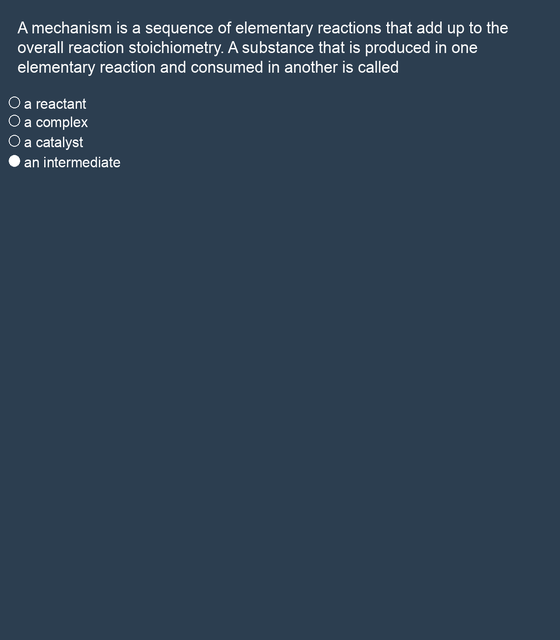 A mechanism is a sequence of elementary reactions that add up to the
overall reaction stoichiometry. A substance that is produced in one
elementary reaction and consumed in another is called
a reactant
a complex
a catalyst
an intermediate